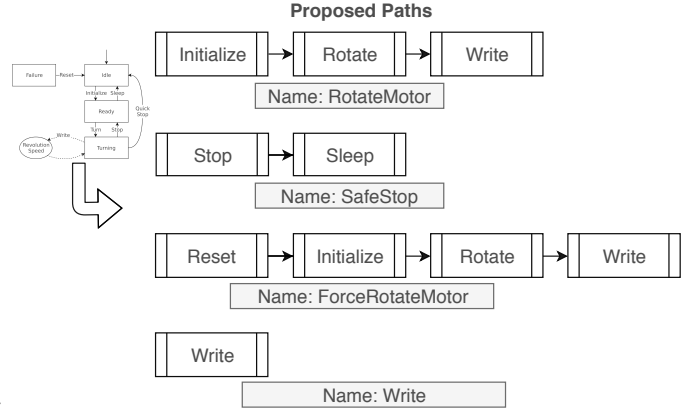 Proposed Paths
Initialize
Rotate
Write
Name: RotateMotor
Failure
Reset
Idle
Initialize
Sleep
Ready
Quick
Stop
Turn
Stop
Write
Revolution
Speed
Turning
Stop
Sleep
Name: SafeStop
Reset
Initialize
Rotate
Write
Name: ForceRotateMotor
Write
Name: Write